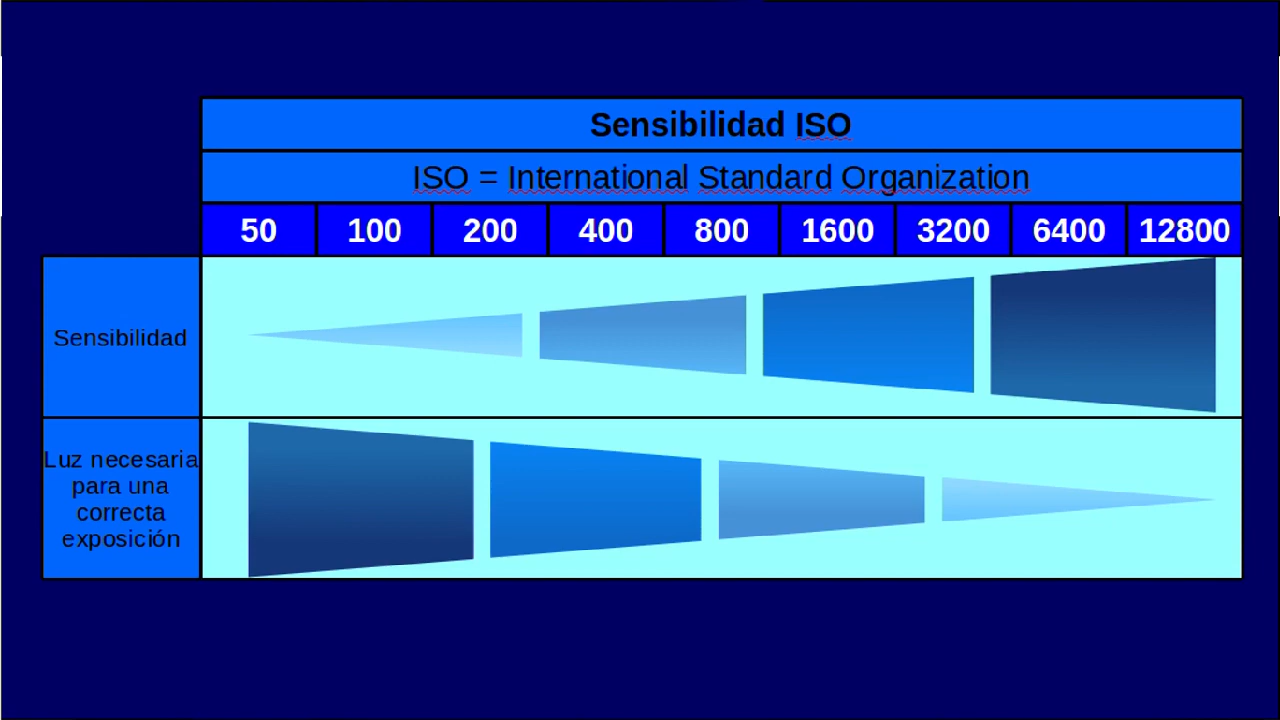 Sensibilidad ISO
ISO = International Standard Organization
50 100 200 400 800 1600 3200 6400 12800
Sensibilidad
Luz necesaria
para una
correcta
exposición